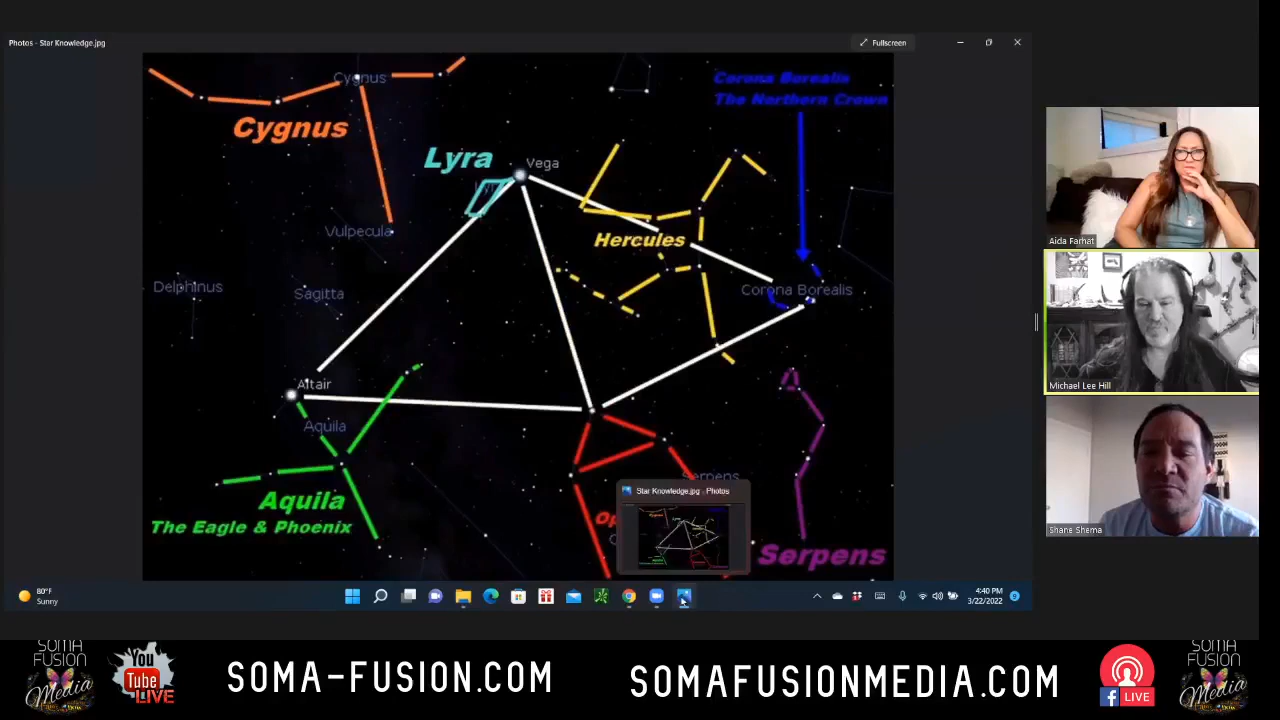 Photos - Star Knowledge.jpg
Fullscreen
Cygnus
Cygnus
Corona Borealis
The Northern Crown
Lyra
Vega
Vulpecula
Hercules
Delphinus
Sagitta
Corona Borealis
Altair
Aquila
Aquila
The Eagle & Phoenix
Serpens
Op
Serpens
Star Knowledge.jpg - Photos
Aida Farhat
Michael Lee Hill
Shane Shema
80°F
Sunny
4:40 PM
3/22/2022
SOMA
FUSION
Media
You
Tube
LIVE
SOMA-FUSION.COM
SOMAFUSIONMEDIA.COM
f LIVE
SOMA
FUSION
Media